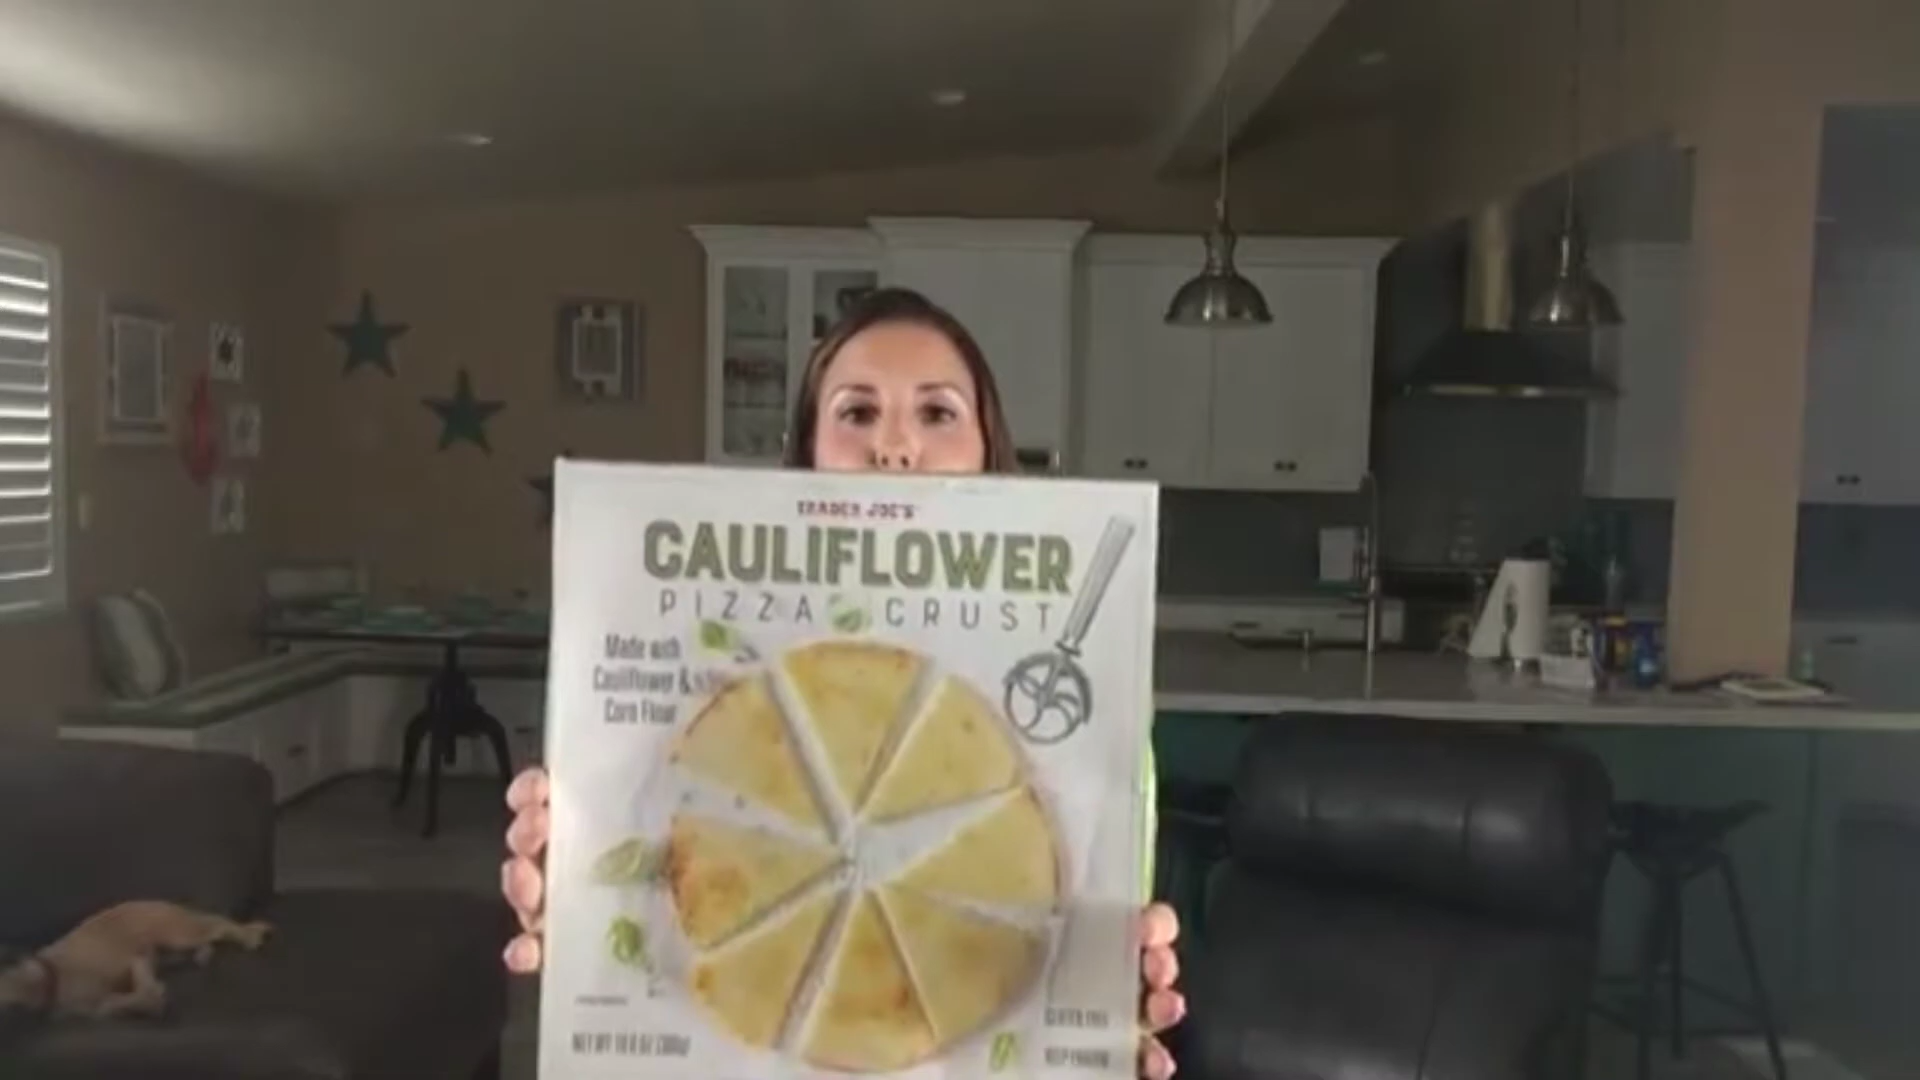 TRADER JOE'S
CAULIFLOWER
PIZZA CRUST
Made with
Cauliflower &
Corn Flour
GLUTEN FREE
KEEP FROZEN